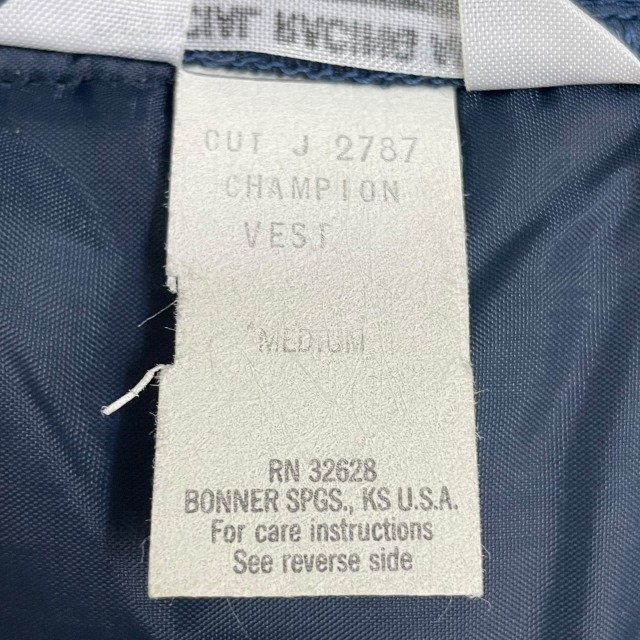 CUT J 2787
CHAMPION
VEST
MEDIUM
RN 32628
BONNER SPGS., KS U.S.A.
For care instructions
See reverse side